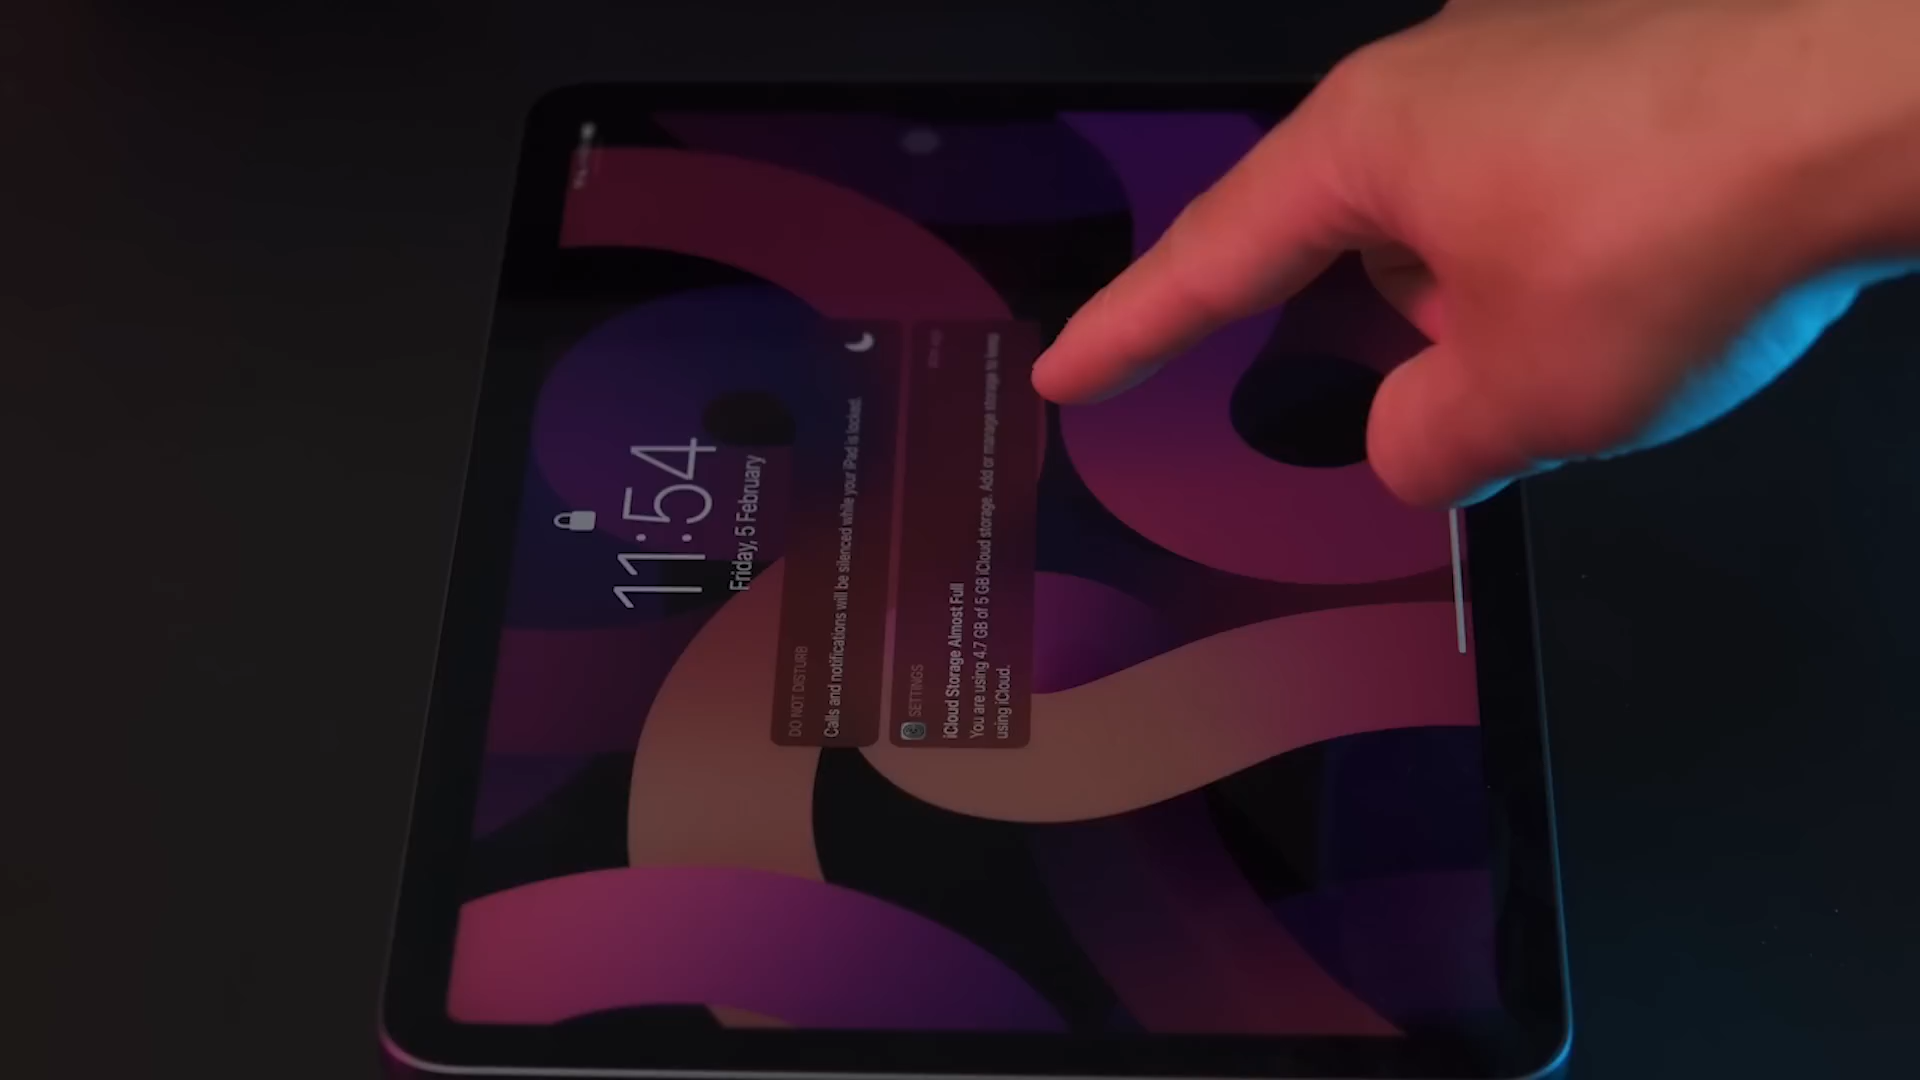 11:54
Friday, 5 February
DO NOT DISTURB
Calls and notifications will be silenced while your iPad is locked.
SETTINGS
iCloud Storage Almost Full
You are using 4.7 GB of 5 GB iCloud storage. Add or manage storage to keep
using iCloud.